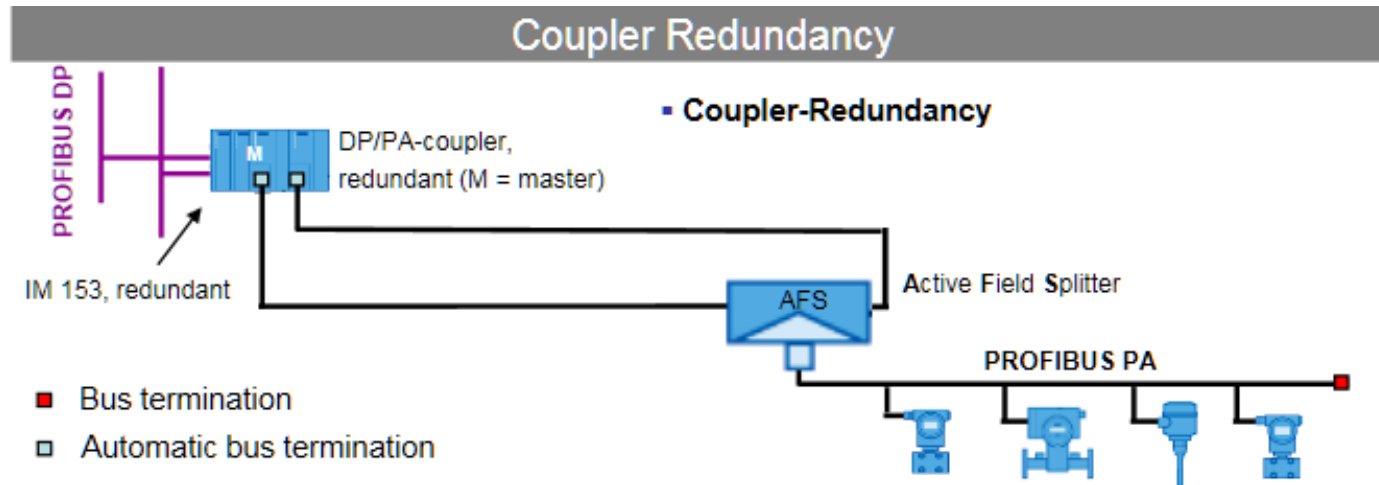 Coupler Redundancy
PROFIBUS DP
▪ Coupler-Redundancy
M
DP/PA-coupler,
redundant (M = master)
IM 153, redundant
AFS
Active Field Splitter
PROFIBUS PA
Bus termination
Automatic bus termination